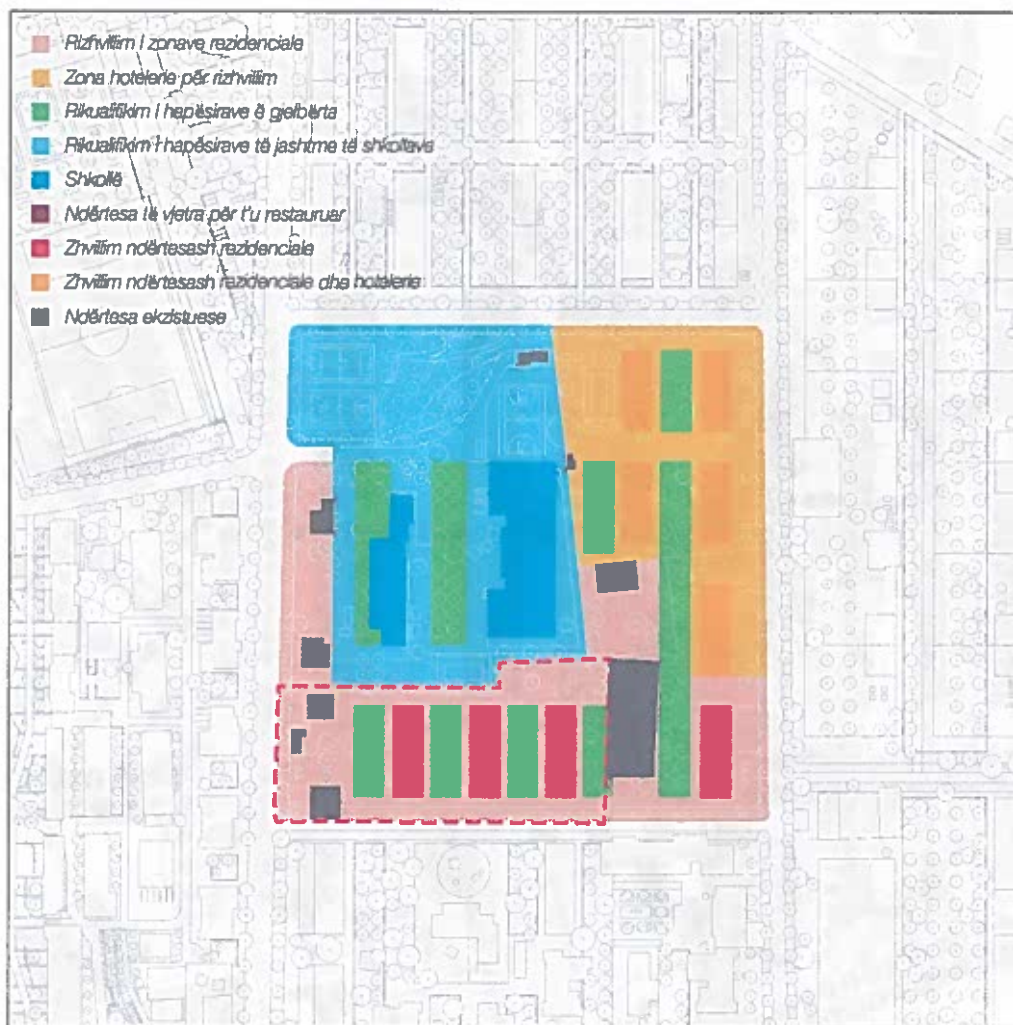 Rizhvillim i zonave rezidenciale
Zona hotelerie për rizhvillim
Rikualifikim i hapësirave ë gjelbërta
Rikualifikim i hapësirave të jashtme të shkollave
Shkollë
Ndërtesa të vjetra për t'u restauruar
Zhvillim ndërtesash rezidenciale
Zhvillim ndërtesash rezidenciale dhe hotelerie
Ndërtesa ekzistuese